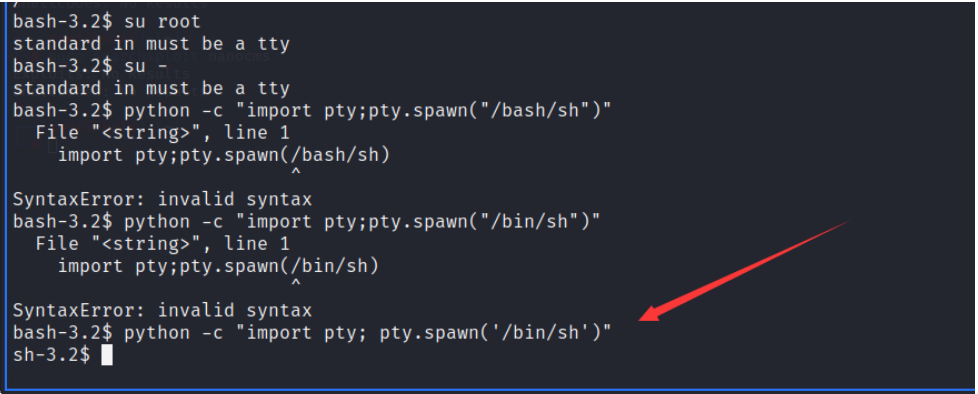 bash-3.2$ su root
standard in must be a tty
bash-3.2$ su -
standard in must be a tty
bash-3.2$ python -c "import pty;pty.spawn("/bash/sh")"
  File "<string>", line 1
    import pty;pty.spawn(/bash/sh)
                         ^
SyntaxError: invalid syntax
bash-3.2$ python -c "import pty;pty.spawn("/bin/sh")"
  File "<string>", line 1
    import pty;pty.spawn(/bin/sh)
                         ^
SyntaxError: invalid syntax
bash-3.2$ python -c "import pty; pty.spawn('/bin/sh')"
sh-3.2$